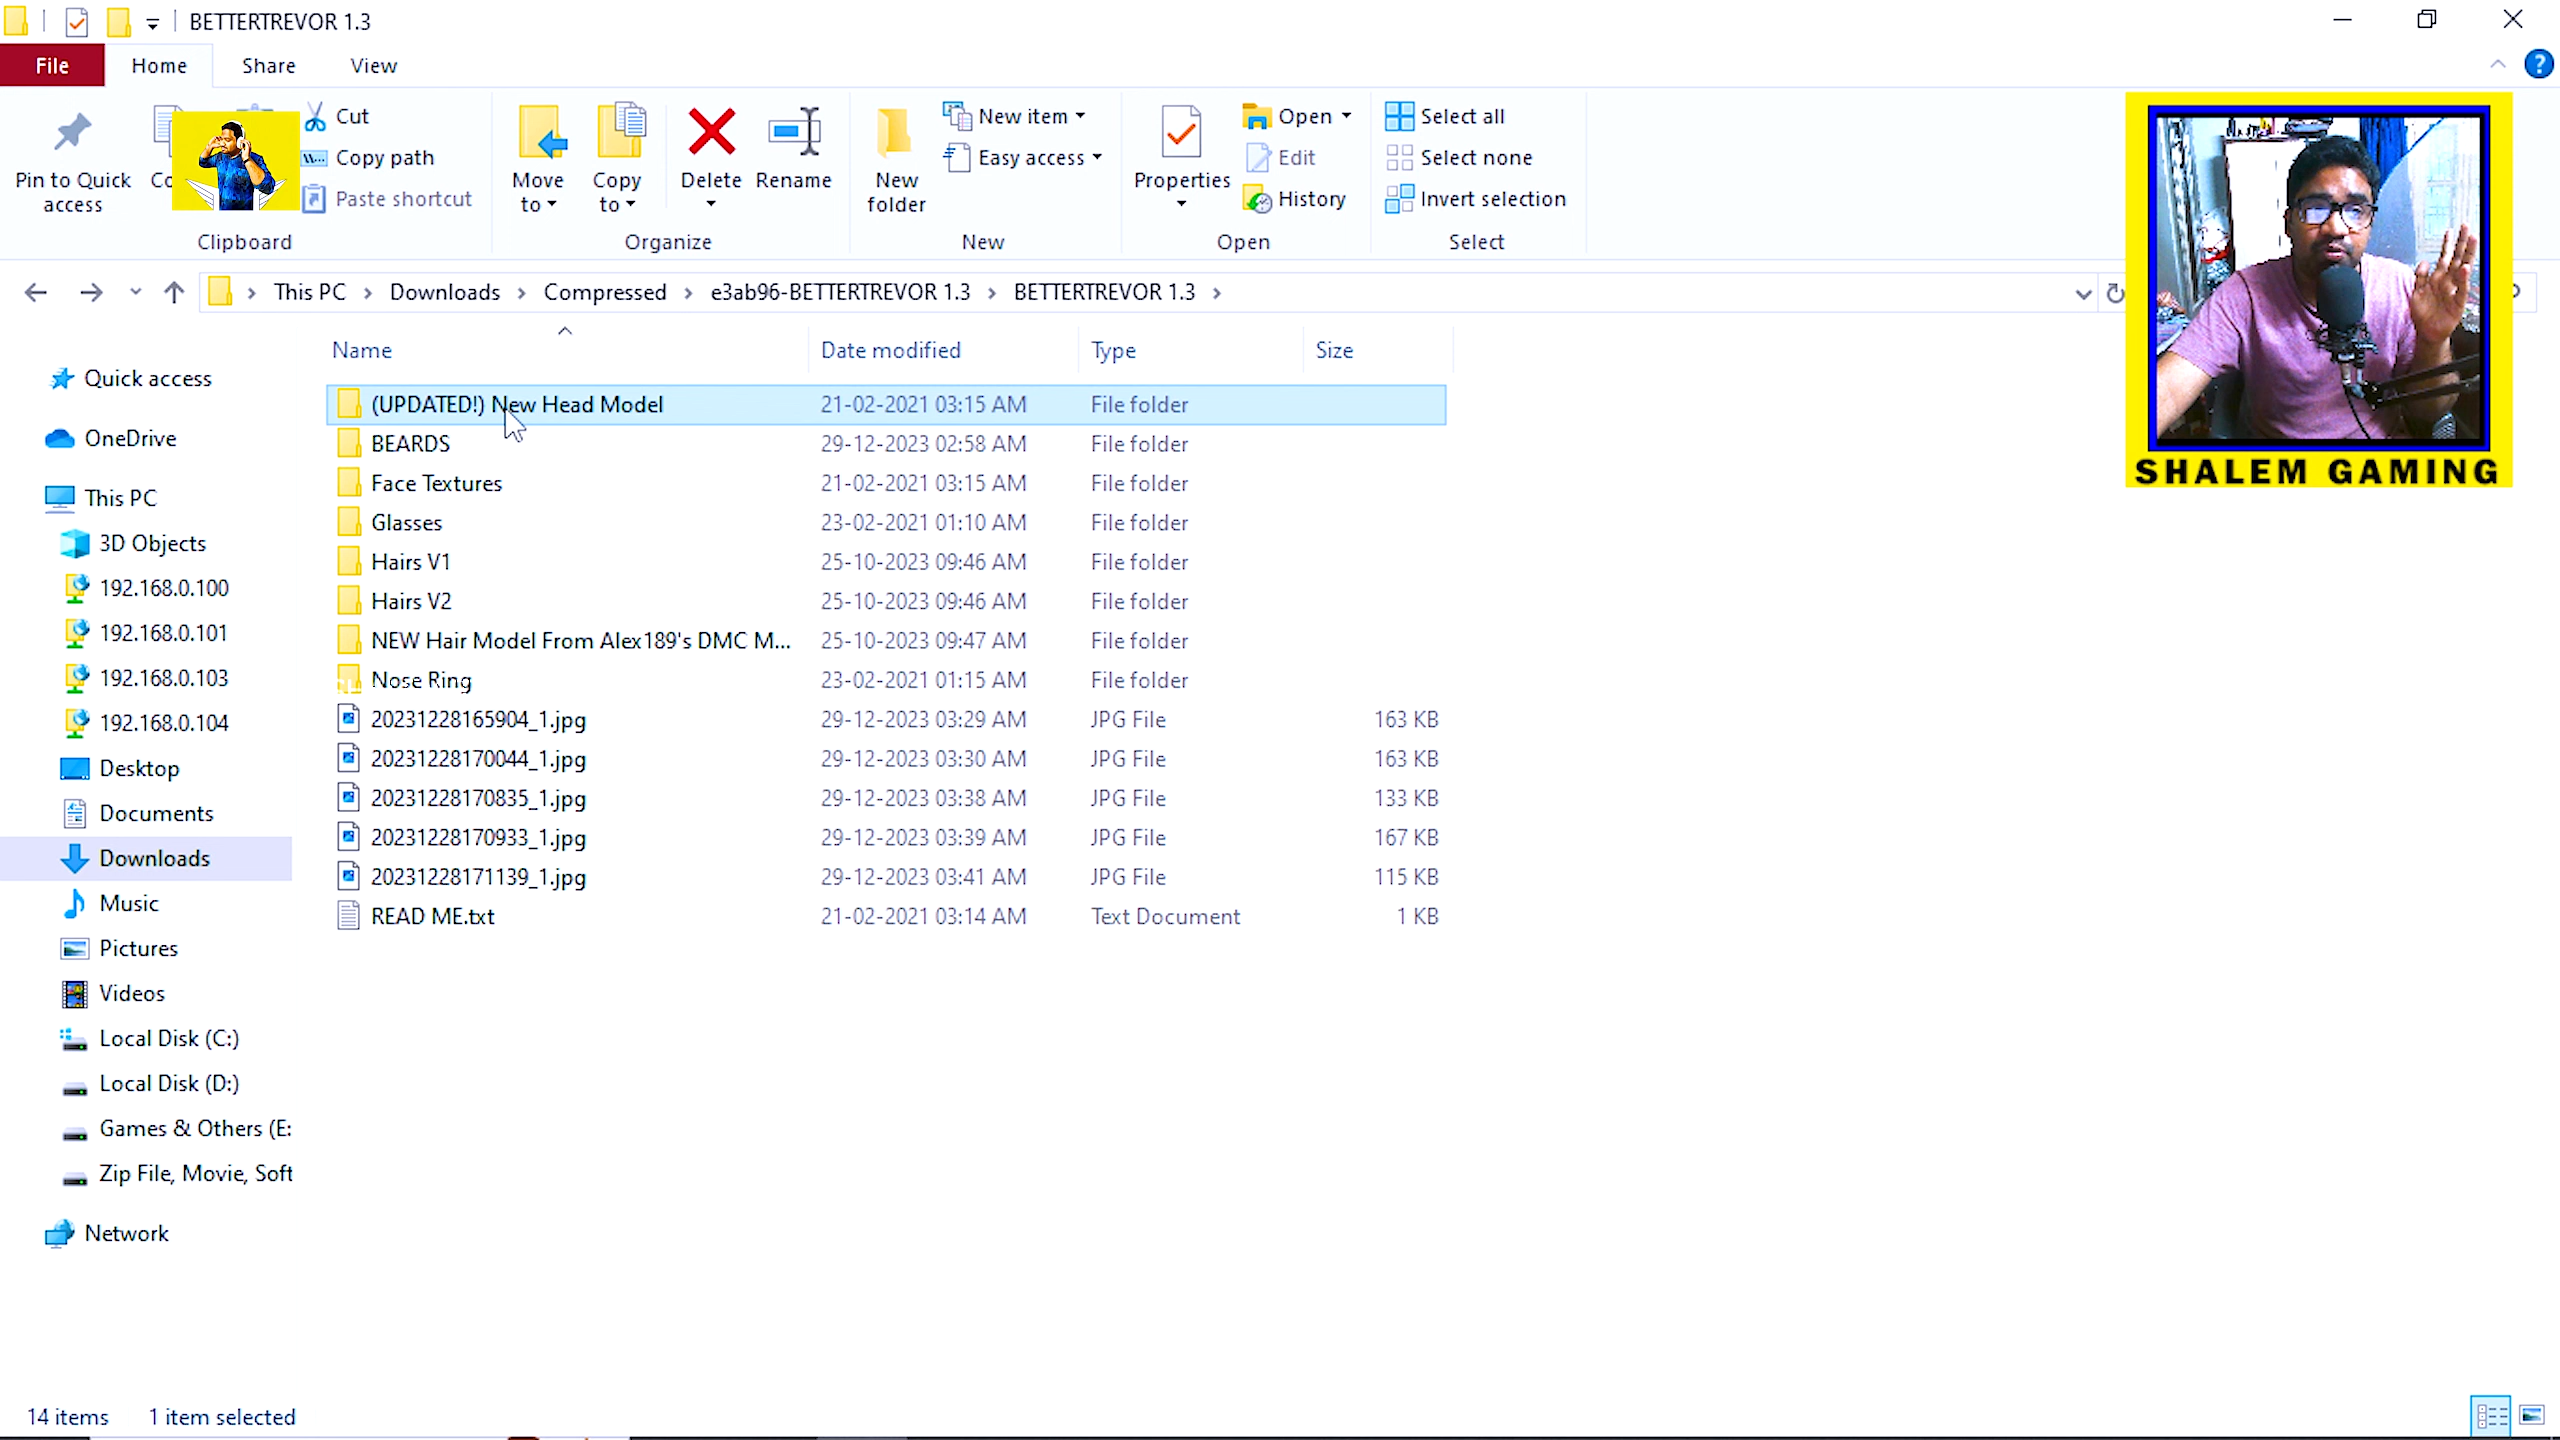 BETTERTREVOR 1.3
File Home Share View
Pin to Quick access
Cut
Copy path
Paste shortcut
Clipboard
Move to
Copy to
Delete
Rename
Organize
New folder
New item
Easy access
New
Properties
Open
Edit
History
Open
Select all
Select none
Invert selection
Select
This PC > Downloads > Compressed > e3ab96-BETTERTREVOR 1.3 > BETTERTREVOR 1.3 >
SHALEM GAMING
Quick access
OneDrive
This PC
3D Objects
192.168.0.100
192.168.0.101
192.168.0.103
192.168.0.104
Desktop
Documents
Downloads
Music
Pictures
Videos
Local Disk (C:)
Local Disk (D:)
Games & Others (E:
Zip File, Movie, Soft
Network
Name Date modified Type Size
(UPDATED!) New Head Model 21-02-2021 03:15 AM File folder
BEARDS 29-12-2023 02:58 AM File folder
Face Textures 21-02-2021 03:15 AM File folder
Glasses 23-02-2021 01:10 AM File folder
Hairs V1 25-10-2023 09:46 AM File folder
Hairs V2 25-10-2023 09:46 AM File folder
NEW Hair Model From Alex189's DMC M... 25-10-2023 09:47 AM File folder
Nose Ring 23-02-2021 01:15 AM File folder
20231228165904_1.jpg 29-12-2023 03:29 AM JPG File 163 KB
20231228170044_1.jpg 29-12-2023 03:30 AM JPG File 163 KB
20231228170835_1.jpg 29-12-2023 03:38 AM JPG File 133 KB
20231228170933_1.jpg 29-12-2023 03:39 AM JPG File 167 KB
20231228171139_1.jpg 29-12-2023 03:41 AM JPG File 115 KB
READ ME.txt 21-02-2021 03:14 AM Text Document 1 KB
14 items 1 item selected